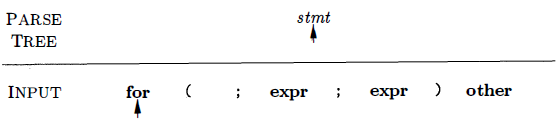 PARSE stmt
TREE
INPUT for ( ; expr ; expr ) other